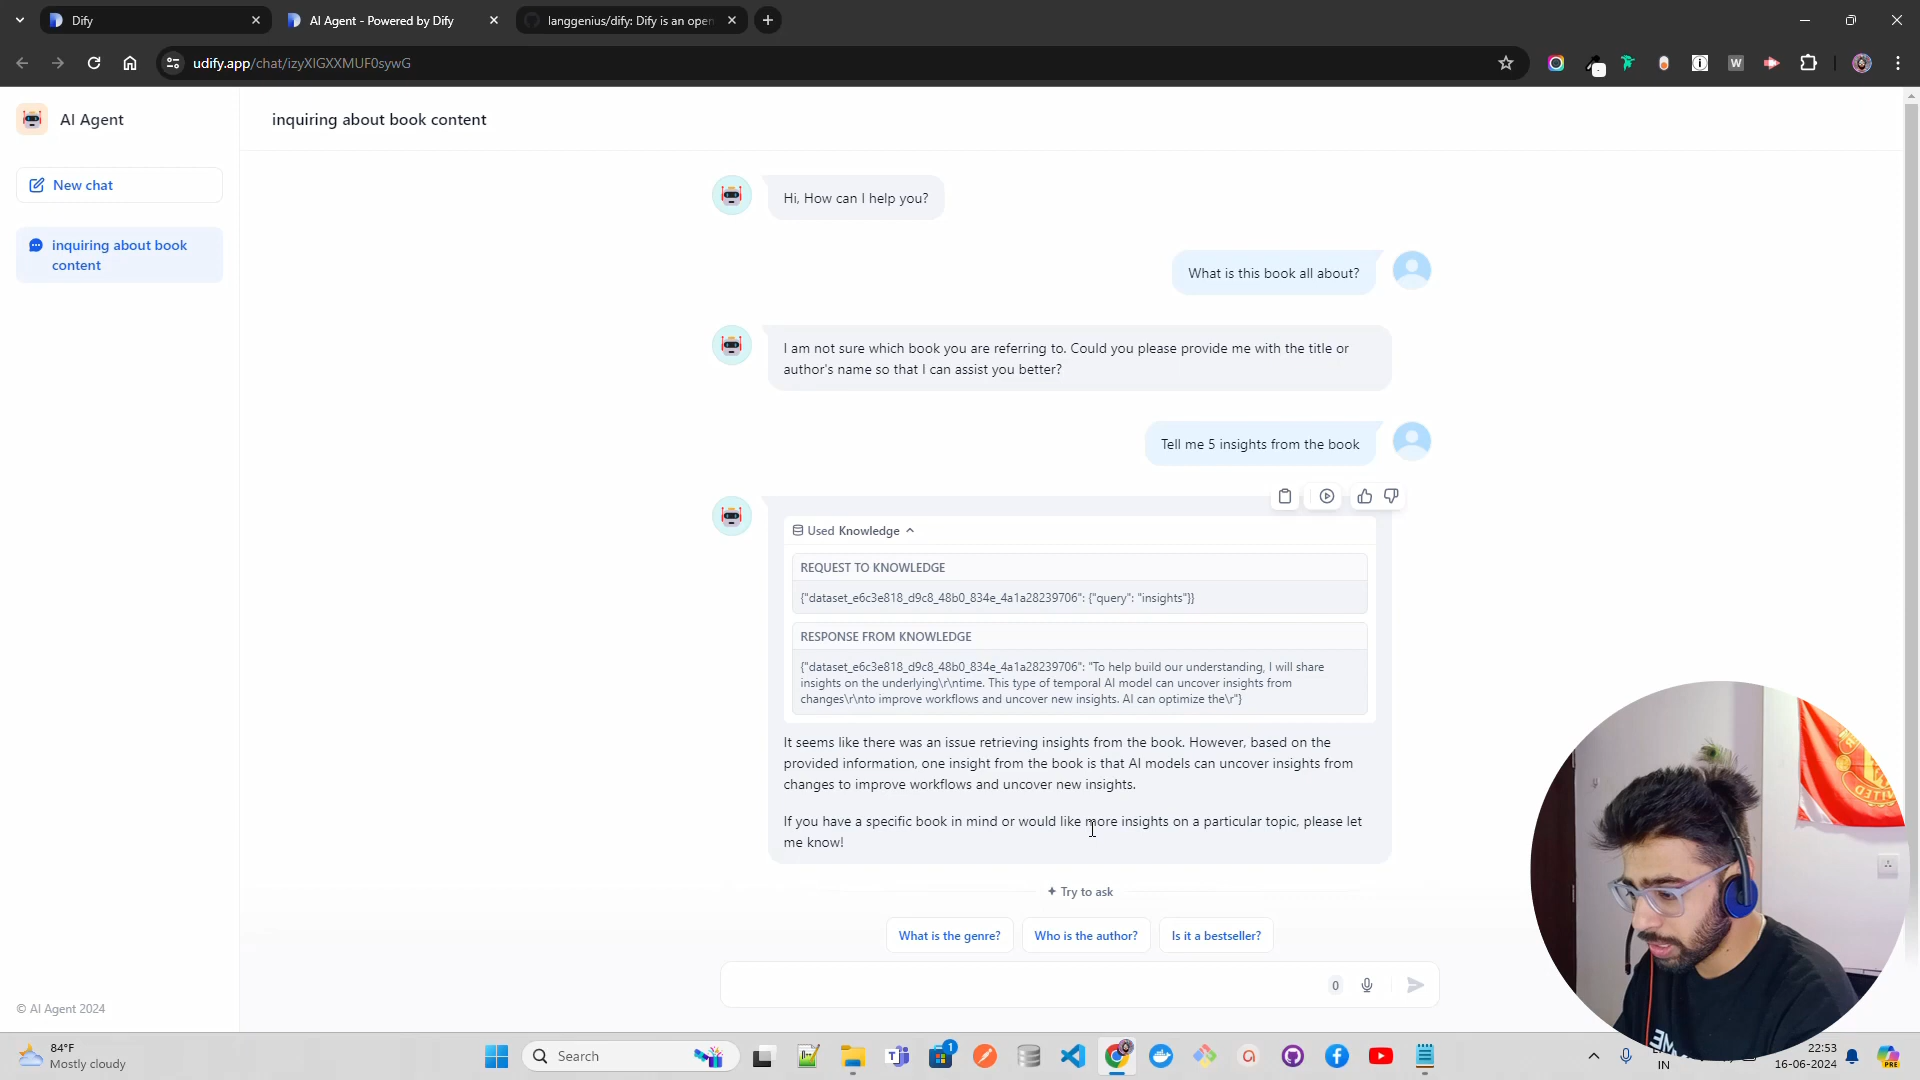 Dify
AI Agent - Powered by Dify
langgenius/dify: Dify is an open
udify.app/chat/izyXIGXXMUF0sywG
AI Agent
inquiring about book content
New chat
inquiring about book
content
Hi, How can I help you?
What is this book all about?
I am not sure which book you are referring to. Could you please provide me with the title or
author's name so that I can assist you better?
Tell me 5 insights from the book
Used Knowledge
REQUEST TO KNOWLEDGE
{"dataset_e6c3e818_d9c8_48b0_834e_4a1a28239706": {"query": "insights"}}
RESPONSE FROM KNOWLEDGE
{"dataset_e6c3e818_d9c8_48b0_834e_4a1a28239706": "To help build our understanding, I will share
insights on the underlying\r\ntime. This type of temporal AI model can uncover insights from
changes\r\nto improve workflows and uncover new insights. AI can optimize the\r"}
It seems like there was an issue retrieving insights from the book. However, based on the
provided information, one insight from the book is that AI models can uncover insights from
changes to improve workflows and uncover new insights.
If you have a specific book in mind or would like more insights on a particular topic, please let
me know!
Try to ask
What is the genre?
Who is the author?
Is it a bestseller?
0
© AI Agent 2024
84°F
Mostly cloudy
Search
1
IN
22:53
16-06-2024